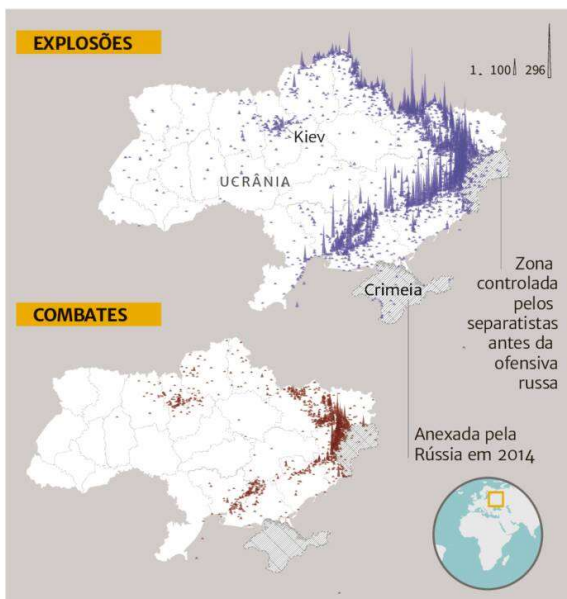 EXPLOSÕES
1. 100 296
Kiev
UCRÂNIA
Crimeia
Zona
controlada
pelos
separatistas
antes da
ofensiva
russa
COMBATES
Anexada pela
Rússia em 2014